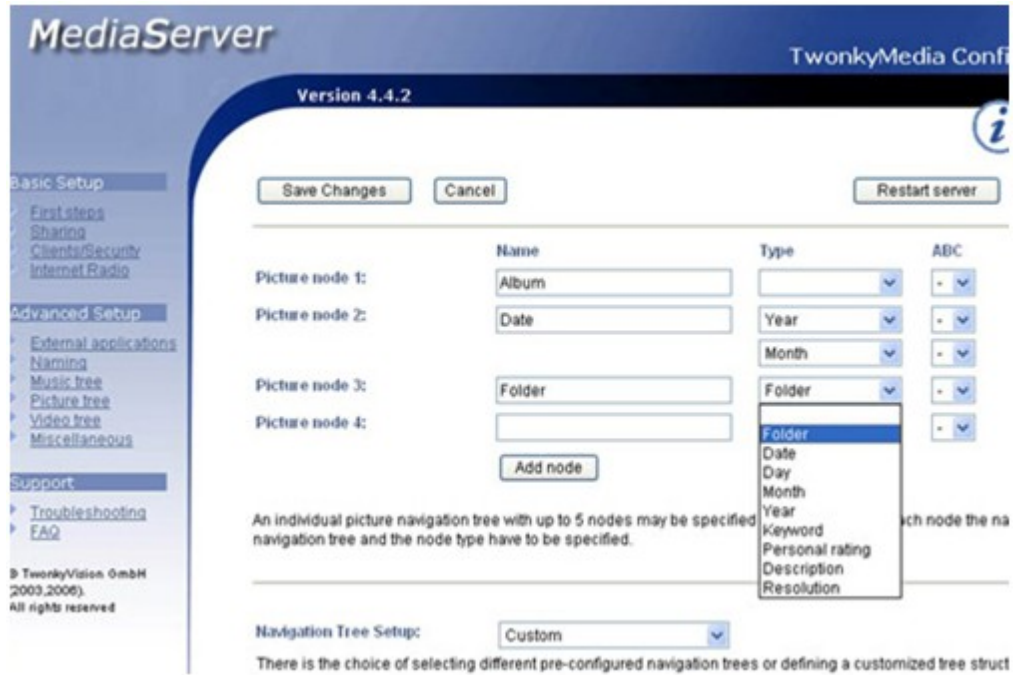 MediaServer
TwonkyMedia Confi
Version 4.4.2
i
Basic Setup
First steps
Sharing
Clients/Security
Internet Radio
Advanced Setup
External applications
Naming
Music tree
Picture tree
Video tree
Miscellaneous
Support
Troubleshooting
FAQ
© TwonkyVision GmbH
(2003,2006).
All rights reserved
Save Changes Cancel Restart server
Name Type ABC
Picture node 1: Album -
Picture node 2: Date Year -
Month -
Picture node 3: Folder Folder -
Picture node 4: -
Folder
Date
Day
Month
Year
Keyword
Personal rating
Description
Resolution
Add node
An individual picture navigation tree with up to 5 nodes may be specified ch node the na
navigation tree and the node type have to be specified.
Navigation Tree Setup: Custom
There is the choice of selecting different pre-configured navigation trees or defining a customized tree struct